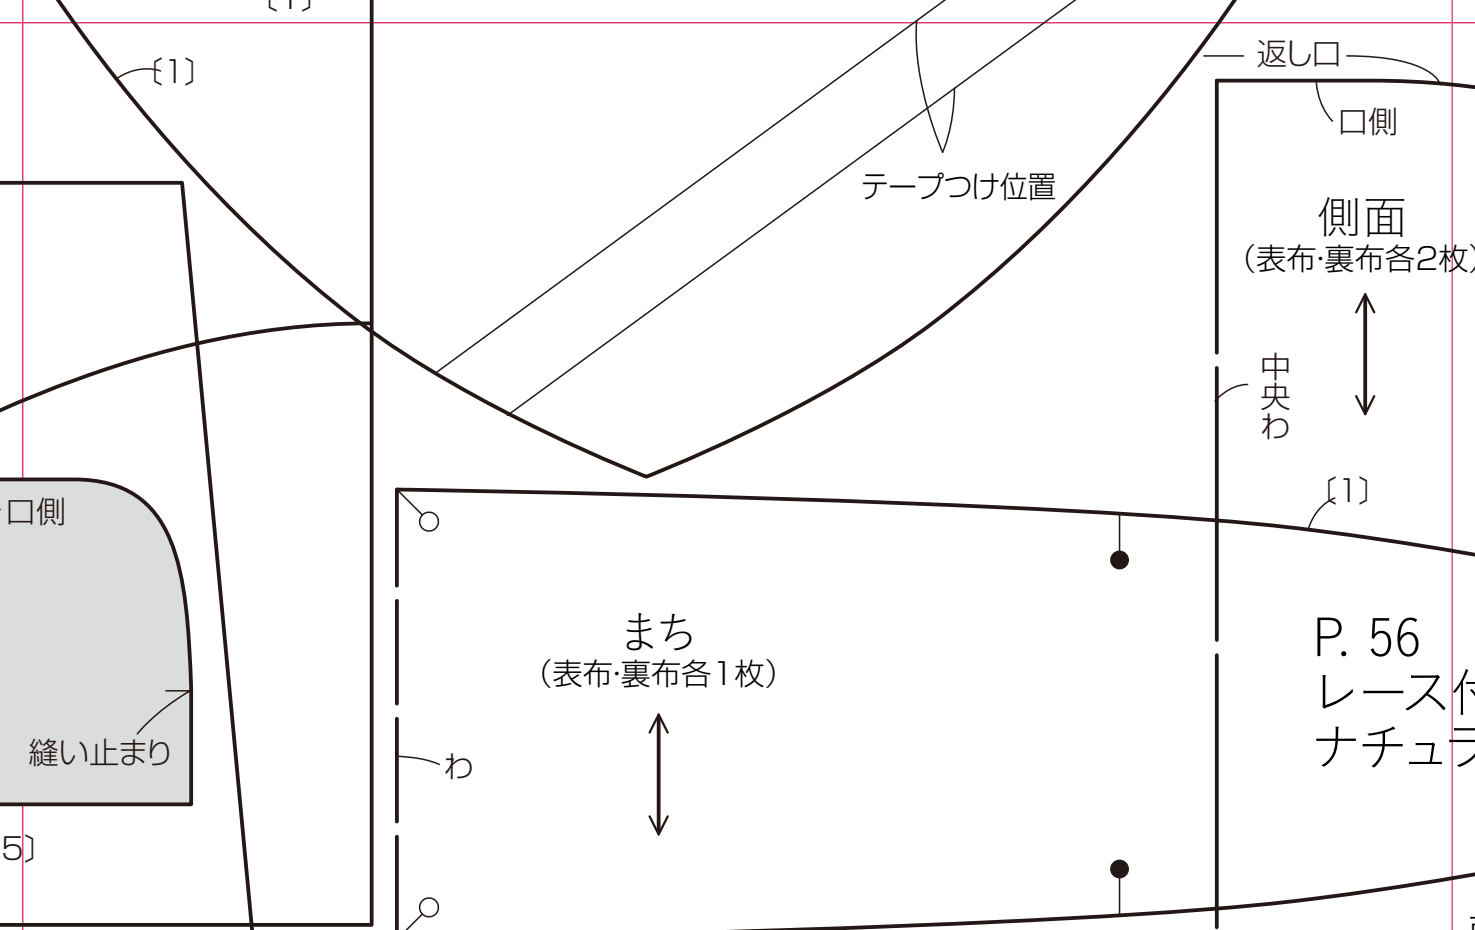 〔1〕
〔1〕
返し口
口側
テープつけ位置
側面
（表布·裏布各2枚）
中央わ
〔1〕
口側
まち
（表布·裏布各1枚）
わ
縫い止まり
5〕
P. 56
レース
ナチュラ